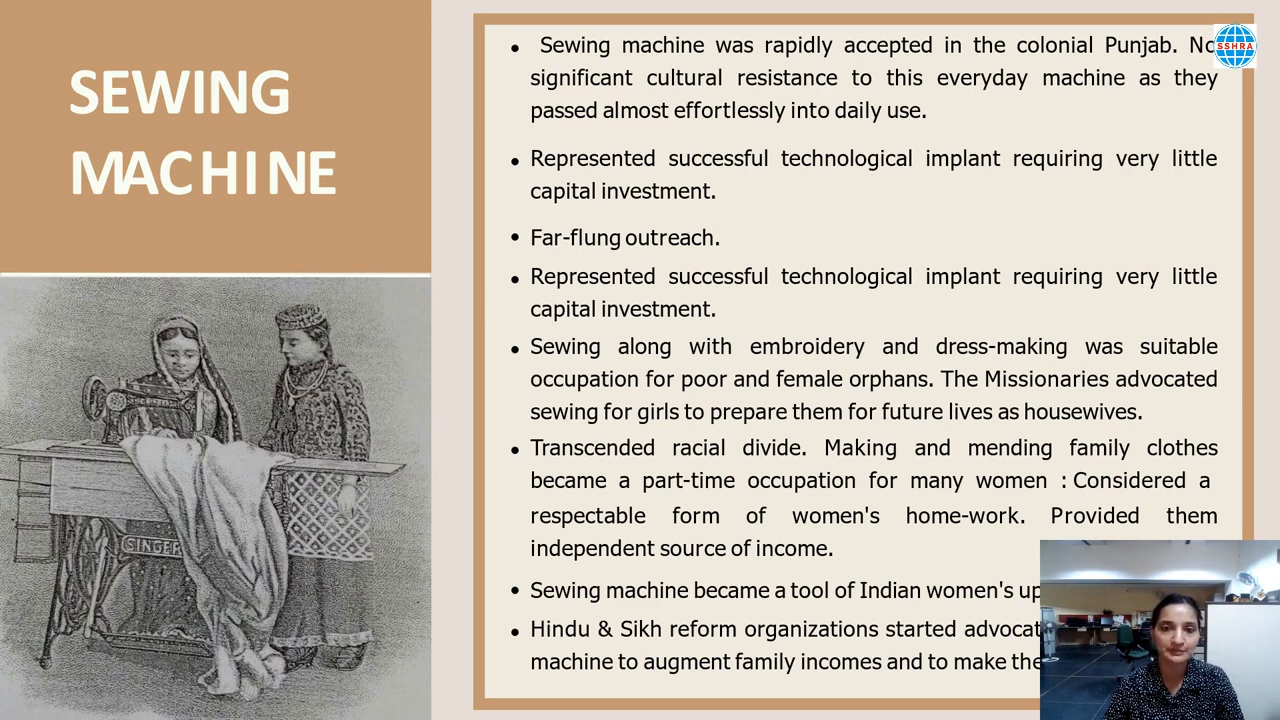 SEWING
MACHINE
• Sewing machine was rapidly accepted in the colonial Punjab. No
significant cultural resistance to this everyday machine as they
passed almost effortlessly into daily use.
• Represented successful technological implant requiring very little
capital investment.
• Far-flung outreach.
• Represented successful technological implant requiring very little
capital investment.
• Sewing along with embroidery and dress-making was suitable
occupation for poor and female orphans. The Missionaries advocated
sewing for girls to prepare them for future lives as housewives.
• Transcended racial divide. Making and mending family clothes
became a part-time occupation for many women : Considered a
respectable form of women's home-work. Provided them
independent source of income.
• Sewing machine became a tool of Indian women's
• Hindu & Sikh reform organizations started
machine to augment family incomes and to make
SSHRA
SINGER